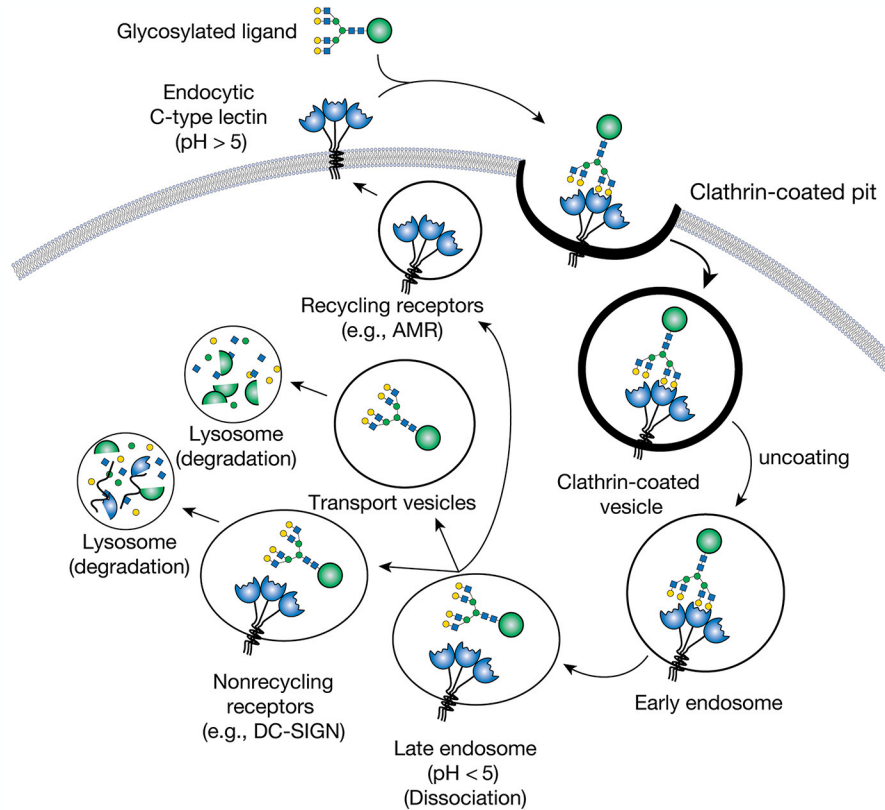 Glycosylated ligand
Endocytic
C-type lectin
(pH > 5)
Clathrin-coated pit
Recycling receptors
(e.g., AMR)
Lysosome
(degradation)
Transport vesicles
Clathrin-coated
vesicle
uncoating
Lysosome
(degradation)
Nonrecycling
receptors
(e.g., DC-SIGN)
Early endosome
Late endosome
(pH < 5)
(Dissociation)